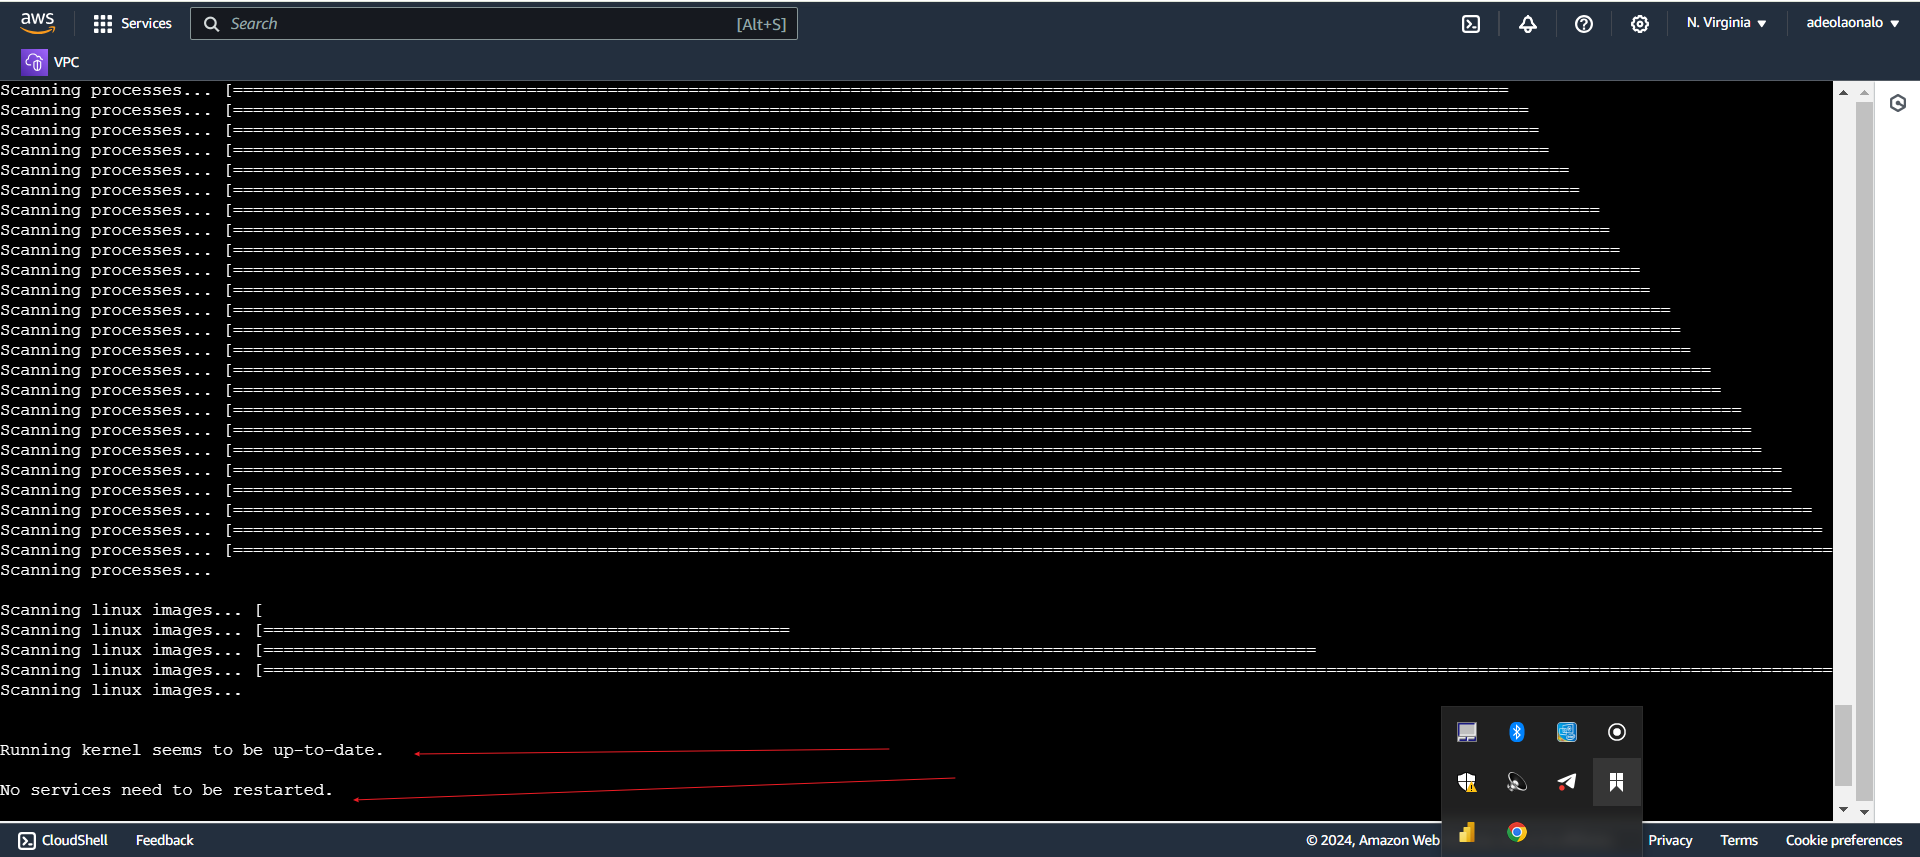 aws
Services
Search
[Alt+S]
N. Virginia
adeolaonalo
VPC
Scanning processes... [==============================================================================================================================
Scanning processes... [================================================================================================================================
Scanning processes... [=================================================================================================================================
Scanning processes... [==================================================================================================================================
Scanning processes... [====================================================================================================================================
Scanning processes... [=====================================================================================================================================
Scanning processes... [=======================================================================================================================================
Scanning processes... [========================================================================================================================================
Scanning processes... [=========================================================================================================================================
Scanning processes... [===========================================================================================================================================
Scanning processes... [============================================================================================================================================
Scanning processes... [==============================================================================================================================================
Scanning processes... [===============================================================================================================================================
Scanning processes... [================================================================================================================================================
Scanning processes... [==================================================================================================================================================
Scanning processes... [===================================================================================================================================================
Scanning processes... [=====================================================================================================================================================
Scanning processes... [======================================================================================================================================================
Scanning processes... [=======================================================================================================================================================
Scanning processes... [=========================================================================================================================================================
Scanning processes... [==========================================================================================================================================================
Scanning processes... [============================================================================================================================================================
Scanning processes... [=============================================================================================================================================================
Scanning processes... [==============================================================================================================================================================
Scanning processes...
Scanning linux images... [
Scanning linux images... [====================================================
Scanning linux images... [========================================================================================================
Scanning linux images... [===========================================================================================================================================================
Scanning linux images...
Running kernel seems to be up-to-date.
No services need to be restarted.
CloudShell
Feedback
© 2024, Amazon Web
Privacy
Terms
Cookie preferences